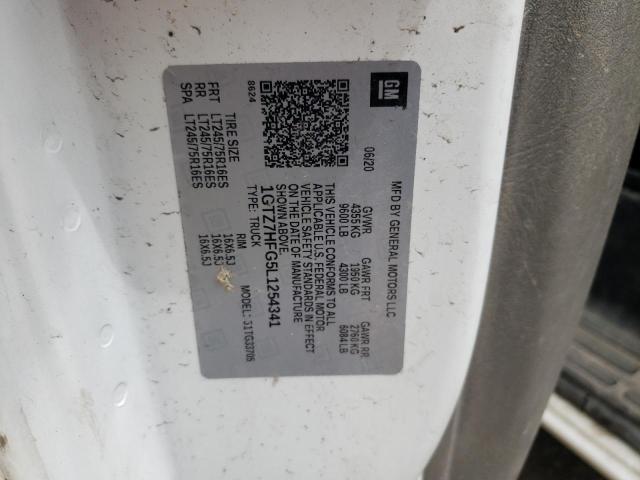 GM
MFD BY GENERAL MOTORS LLC
06/20 GVWR GAWR FRT GAWR RR
4355 KG 1950 KG 2760 KG
9600 LB 4300 LB 6084 LB
THIS VEHICLE CONFORMS TO ALL
APPLICABLE U.S. FEDERAL MOTOR
VEHICLE SAFETY STANDARDS IN EFFECT
ON THE DATE OF MANUFACTURE
SHOWN ABOVE.
1GTZ7HFG5L1254341
8624 TYPE: TRUCK MODEL: 31TG33705
TIRE SIZE RIM
FRT LT245/75R16ES 16X6.5J
RR LT245/75R16ES 16X6.5J
SPA LT245/75R16ES 16X6.5J